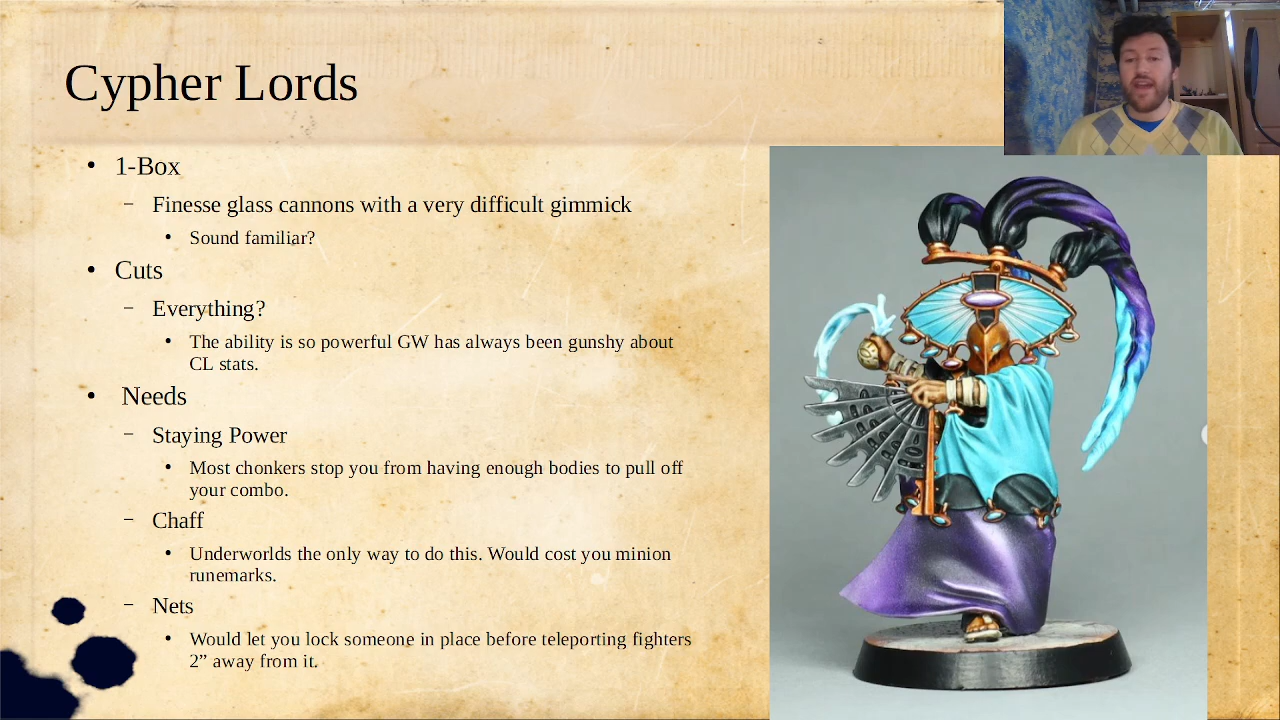 Cypher Lords
• 1-Box
– Finesse glass cannons with a very difficult gimmick
• Sound familiar?
• Cuts
– Everything?
• The ability is so powerful GW has always been gunshy about
CL stats.
• Needs
– Staying Power
• Most chonkers stop you from having enough bodies to pull off
your combo.
– Chaff
• Underworlds the only way to do this. Would cost you minion
runemarks.
– Nets
• Would let you lock someone in place before teleporting fighters
2” away from it.